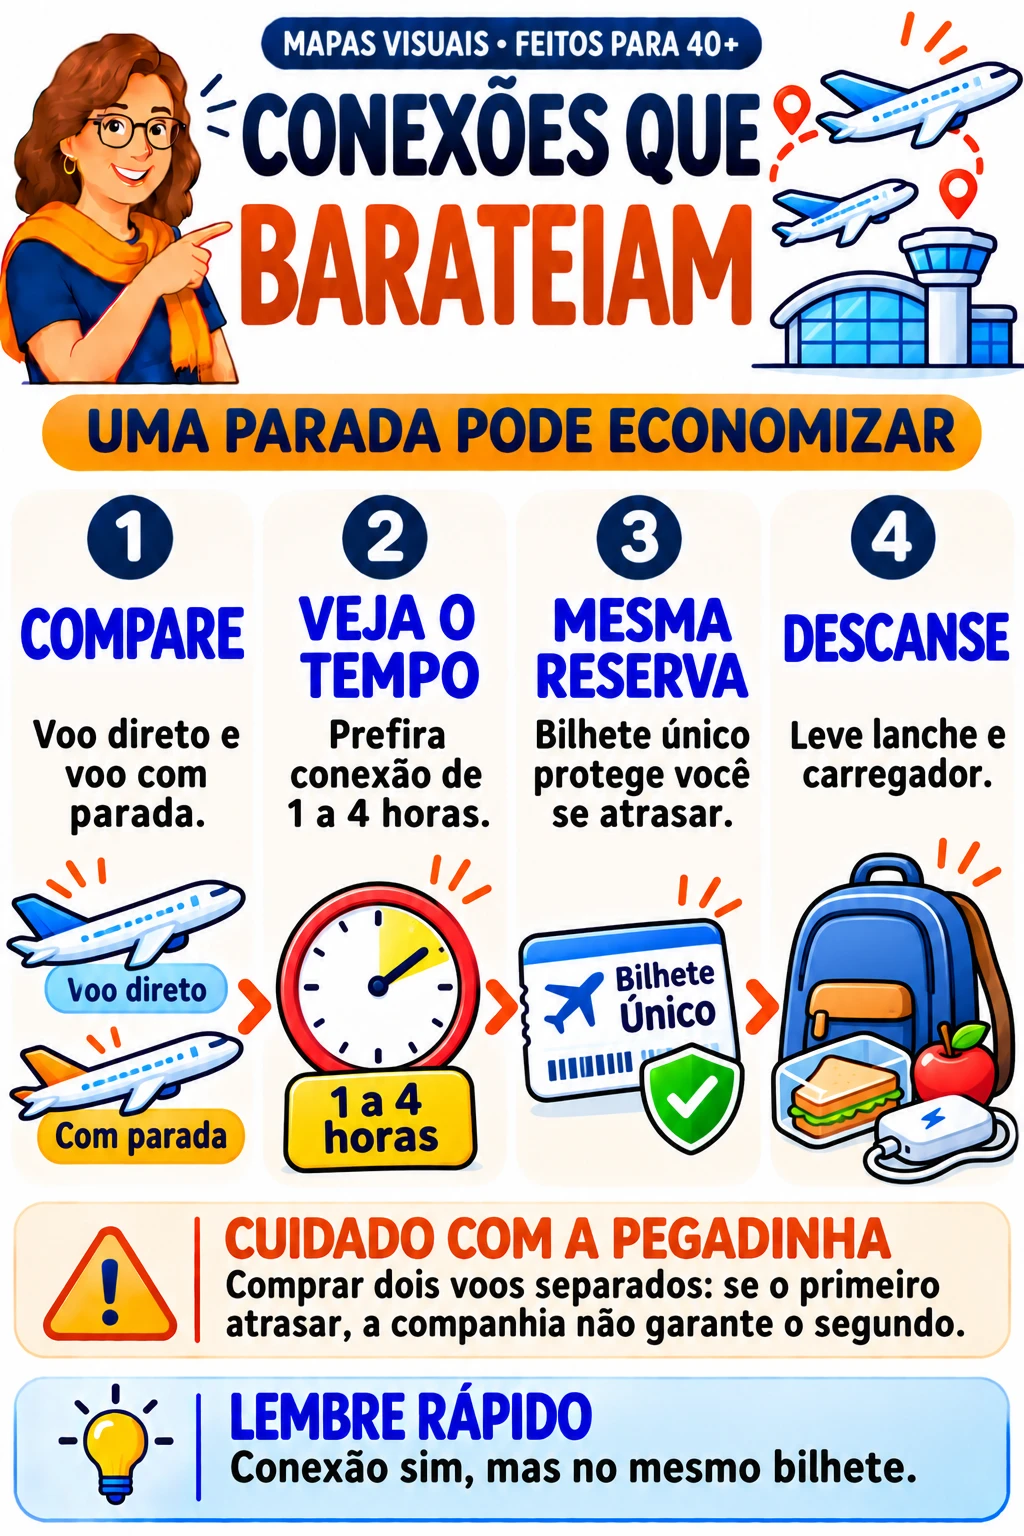 MAPAS VISUAIS • FEITOS PARA 40+
CONEXÕES QUE
BARATEIAM
UMA PARADA PODE ECONOMIZAR
1
COMPARE
Voo direto e
voo com
parada.
Voo direto
Com parada
2
VEJA O
TEMPO
Prefira
conexão de
1 a 4 horas.
1 a 4
horas
3
MESMA
RESERVA
Bilhete único
protege você
se atrasar.
Bilhete
Único
4
DESCANSE
Leve lanche e
carregador.
CUIDADO COM A PEGADINHA
Comprar dois voos separados: se o primeiro
atrasar, a companhia não garante o segundo.
LEMBRE RÁPIDO
Conexão sim, mas no mesmo bilhete.